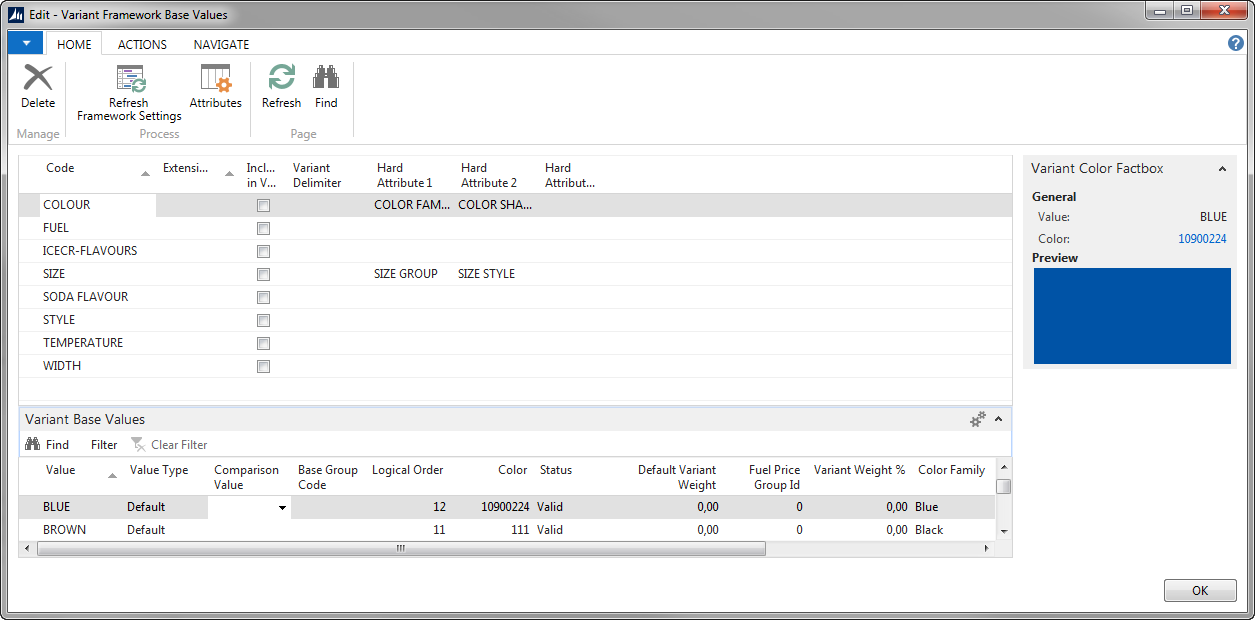 Edit - Variant Framework Base Values
HOME ACTIONS NAVIGATE
Delete
Refresh Framework Settings
Attributes
Refresh
Find
Manage Process Page
Code Extensi... Incl... in V... Variant Delimiter Hard Attribute 1 Hard Attribute 2 Hard Attribut...
COLOUR COLOR FAM... COLOR SHA...
FUEL
ICECR-FLAVOURS
SIZE SIZE GROUP SIZE STYLE
SODA FLAVOUR
STYLE
TEMPERATURE
WIDTH
Variant Color Factbox
General
Value: BLUE
Color: 10900224
Preview
Variant Base Values
Find Filter Clear Filter
Value Value Type Comparison Value Base Group Code Logical Order Color Status Default Variant Weight Fuel Price Group Id Variant Weight % Color Family
BLUE Default 12 10900224 Valid 0,00 0 0,00 Blue
BROWN Default 11 111 Valid 0,00 0 0,00 Black
OK